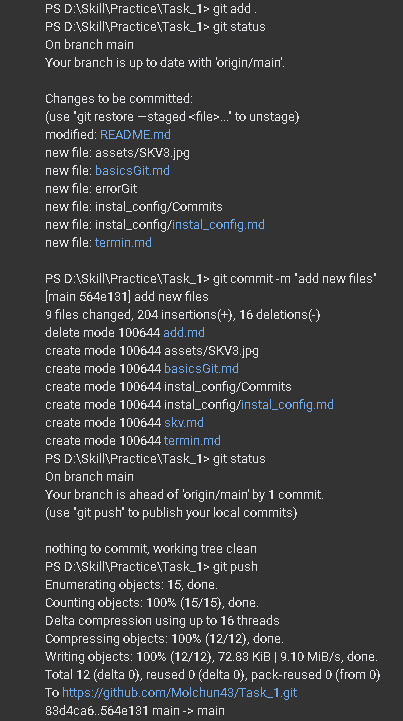 PS D:\Skill\Practice\Task_1> git add .
PS D:\Skill\Practice\Task_1> git status
On branch main
Your branch is up to date with 'origin/main'.
Changes to be committed:
(use "git restore —staged <file>..." to unstage)
modified: README.md
new file: assets/SKV3.jpg
new file: basicsGit.md
new file: errorGit
new file: instal_config/Commits
new file: instal_config/instal_config.md
new file: termin.md
PS D:\Skill\Practice\Task_1> git commit -m "add new files"
[main 564e131] add new files
9 files changed, 204 insertions(+), 16 deletions(-)
delete mode 100644 add.md
create mode 100644 assets/SKV3.jpg
create mode 100644 basicsGit.md
create mode 100644 instal_config/Commits
create mode 100644 instal_config/instal_config.md
create mode 100644 skv.md
create mode 100644 termin.md
PS D:\Skill\Practice\Task_1> git status
On branch main
Your branch is ahead of 'origin/main' by 1 commit.
(use "git push" to publish your local commits)
nothing to commit, working tree clean
PS D:\Skill\Practice\Task_1> git push
Enumerating objects: 15, done.
Counting objects: 100% (15/15), done.
Delta compression using up to 16 threads
Compressing objects: 100% (12/12), done.
Writing objects: 100% (12/12), 72.83 KiB | 9.10 MiB/s, done.
Total 12 (delta 0), reused 0 (delta 0), pack-reused 0 (from 0)
To https://github.com/Molchun43/Task_1.git
83d4ca6..564e131 main -> main